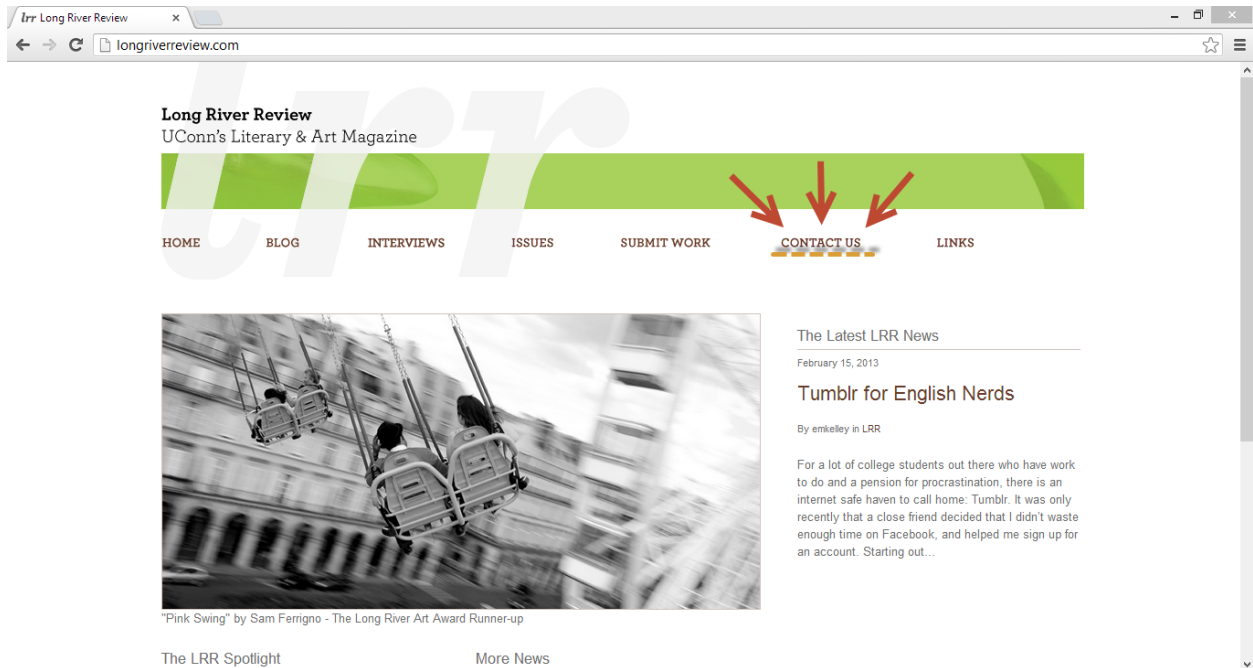 lrr Long River Review
longriverreview.com
lrr
Long River Review
UConn's Literary & Art Magazine
HOME BLOG INTERVIEWS ISSUES SUBMIT WORK CONTACT US LINKS
The Latest LRR News
February 15, 2013
Tumblr for English Nerds
By emkelley in LRR
For a lot of college students out there who have work
to do and a pension for procrastination, there is an
internet safe haven to call home: Tumblr. It was only
recently that a close friend decided that I didn't waste
enough time on Facebook, and helped me sign up for
an account. Starting out...
"Pink Swing" by Sam Ferrigno - The Long River Art Award Runner-up
The LRR Spotlight
More News